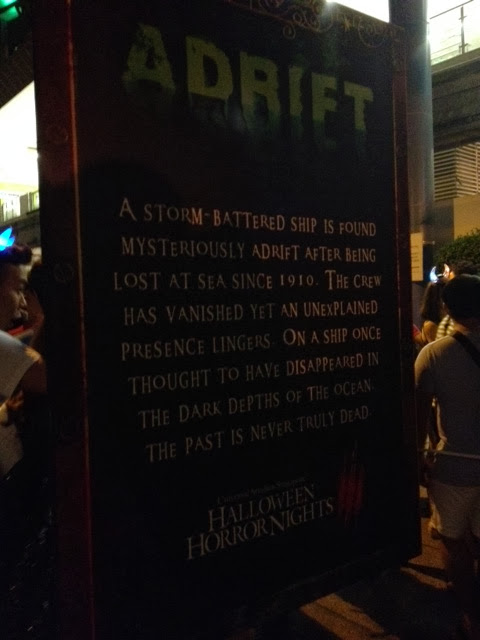 ADRIFT
A STORM-BATTERED SHIP IS FOUND
MYSTERIOUSLY ADRIFT AFTER BEING
LOST AT SEA SINCE 1910. THE CREW
HAS VANISHED YET AN UNEXPLAINED
PRESENCE LINGERS. ON A SHIP ONCE
THOUGHT TO HAVE DISAPPEARED IN
THE DARK DEPTHS OF THE OCEAN.
THE PAST IS NEVER TRULY DEAD.
HALLOWEEN
HORROR NIGHTS